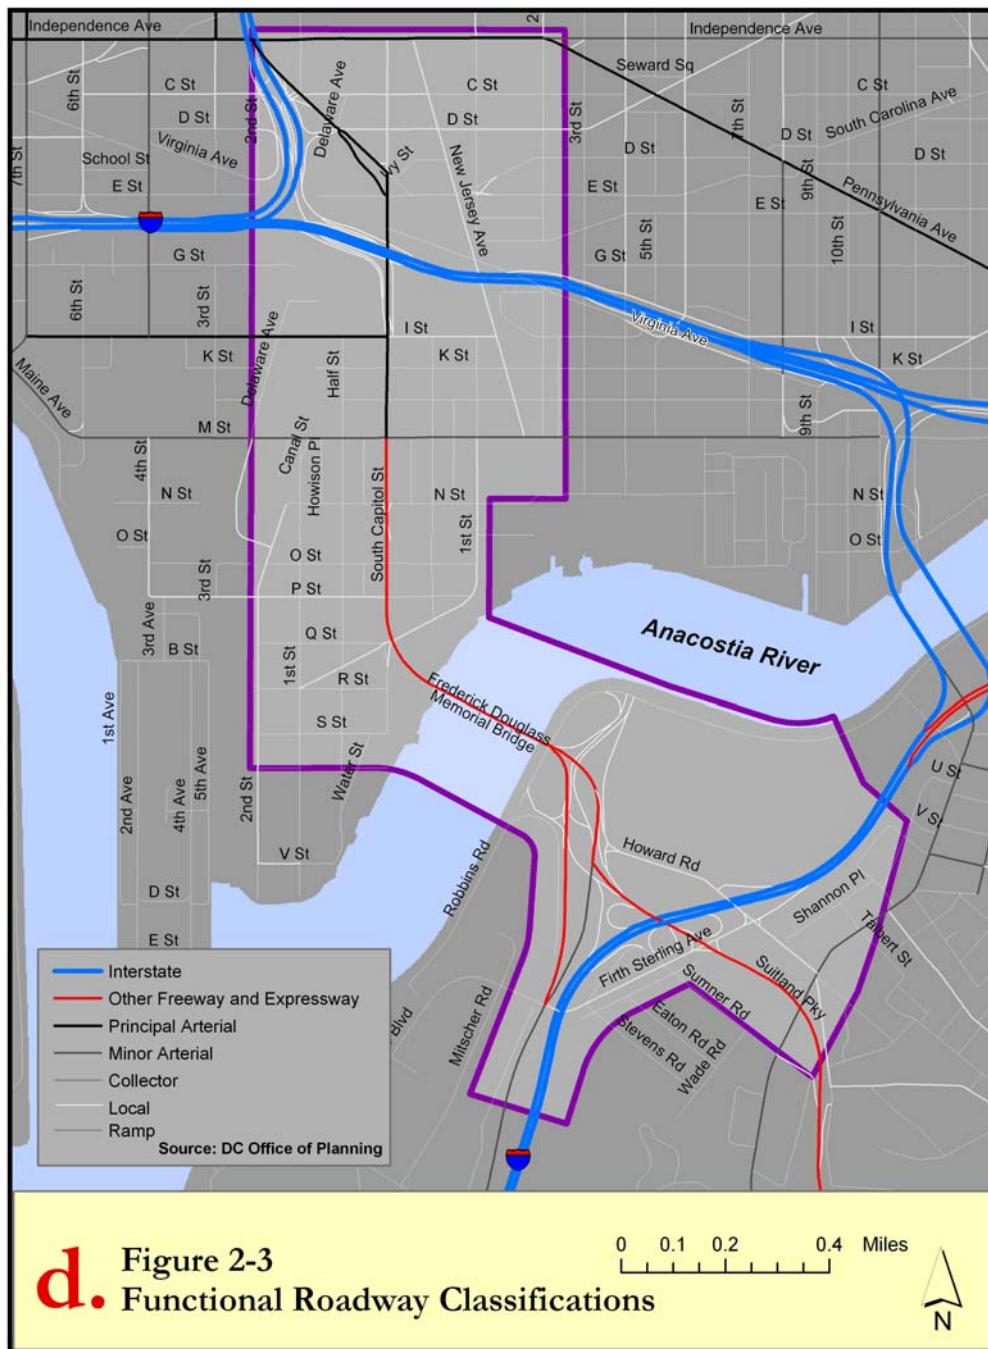 Independence Ave
2
Independence Ave
Seward Sq
6th St
C St
2nd St
Delaware Ave
C St
3rd St
7th St
C St
South Carolina Ave
D St
D St
D St
D St
D St
7th St
School St
Virginia Ave
Ivy St
New Jersey Ave
E St
E St
E St
9th St
Pennsylvania Ave
G St
G St
5th St
10th St
6th St
3rd St
Delaware Ave
I St
Virginia Ave
I St
Maine Ave
K St
Half St
K St
K St
M St
9th St
4th St
Canal St
Howison Pl
South Capitol St
N St
N St
1st St
N St
O St
O St
O St
3rd St
P St
3rd Ave
B St
Q St
1st St
R St
Anacostia River
1st Ave
S St
Frederick Douglass
Memorial Bridge
2nd Ave
4th Ave
5th Ave
2nd St
Water St
U St
V St
V St
Howard Rd
Robbins Rd
Shannon Pl
Talbert St
D St
E St
Firth Sterling Ave
Suitland Pky
Sumner Rd
Eaton Rd
Stevens Rd
Wade Rd
Mitscher Rd
Blvd
Interstate
Other Freeway and Expressway
Principal Arterial
Minor Arterial
Collector
Local
Ramp
Source: DC Office of Planning
d.
Figure 2-3
Functional Roadway Classifications
0 0.1 0.2 0.4 Miles
N